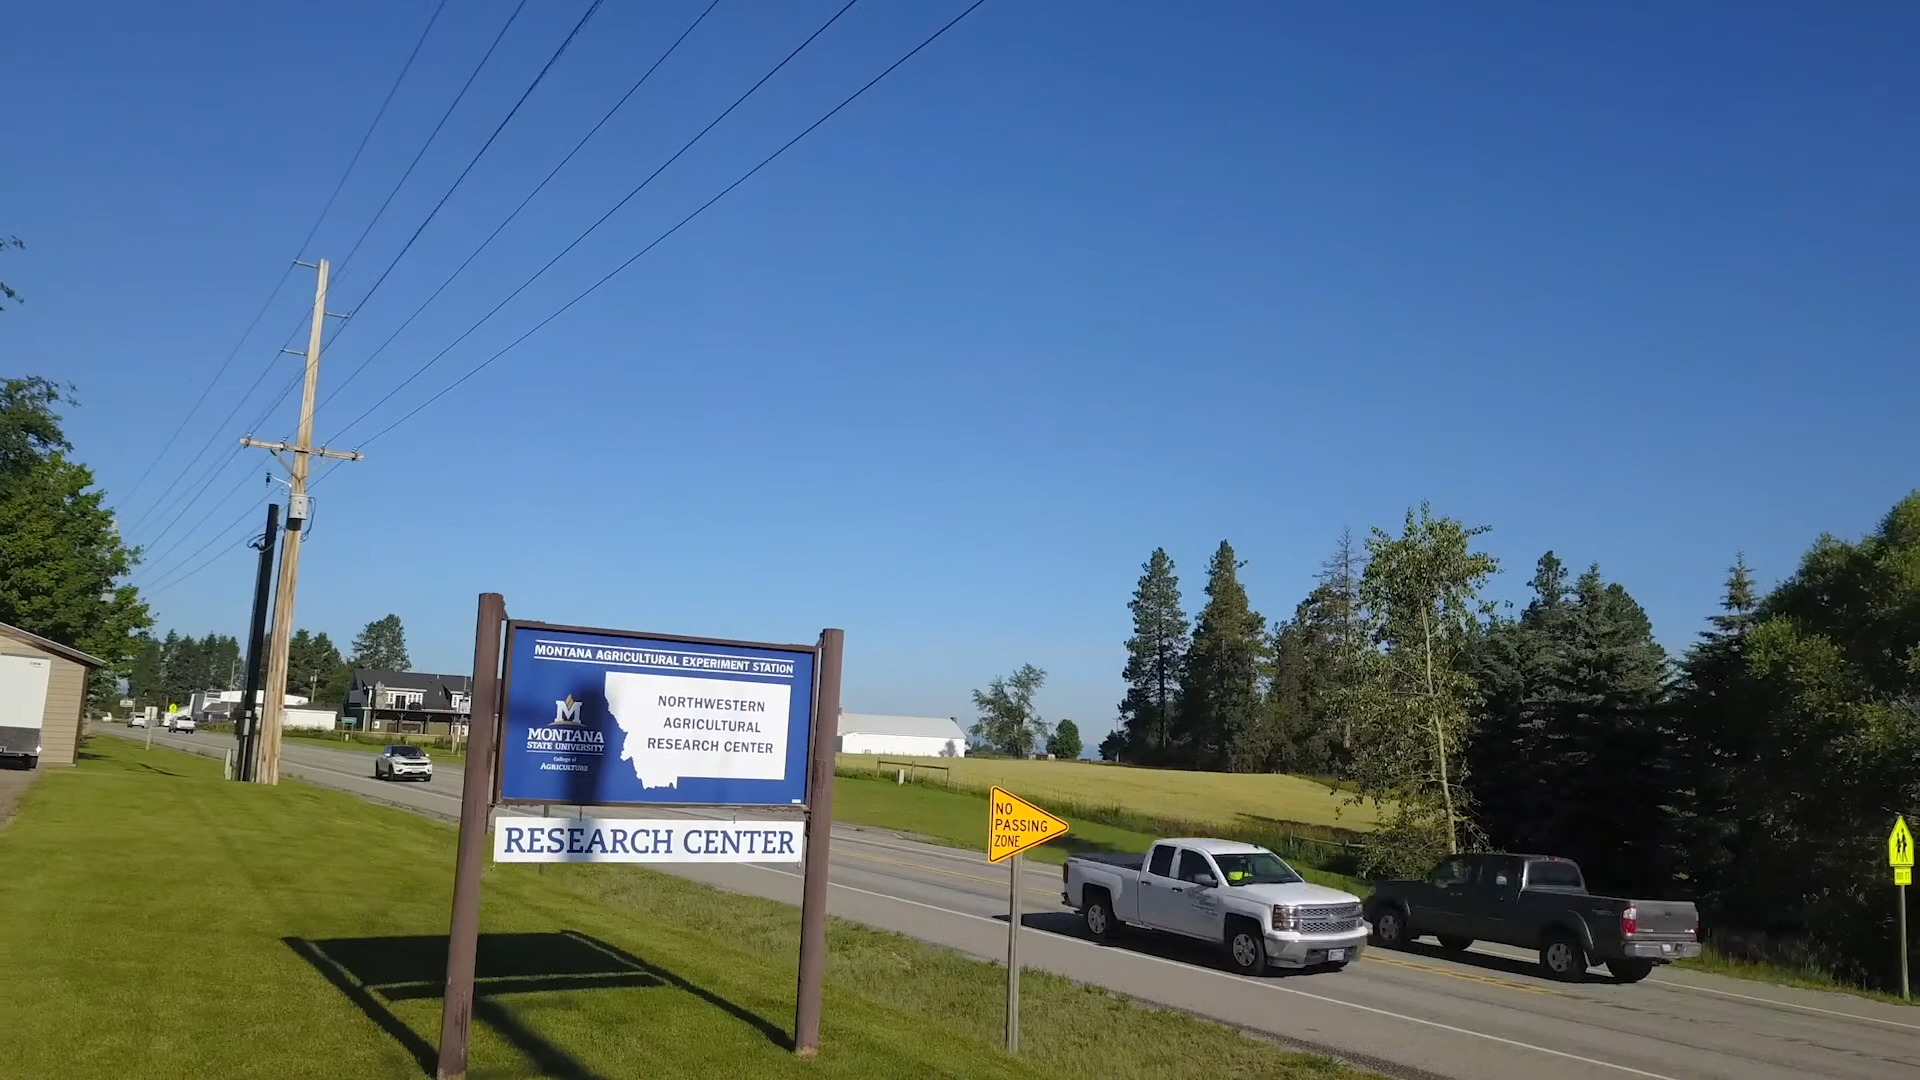 MONTANA AGRICULTURAL EXPERIMENT STATION
NORTHWESTERN
AGRICULTURAL
RESEARCH CENTER
M
MONTANA
STATE UNIVERSITY
College of
AGRICULTURE
RESEARCH CENTER
NO
PASSING
ZONE